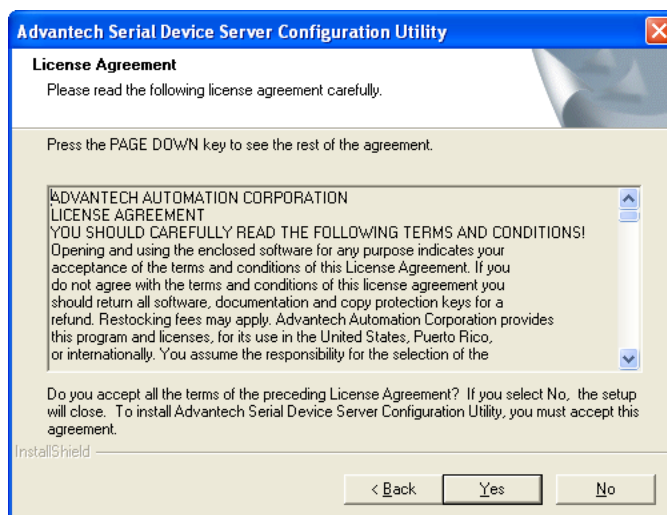 Advantech Serial Device Server Configuration Utility
License Agreement
Please read the following license agreement carefully.
Press the PAGE DOWN key to see the rest of the agreement.
ADVANTECH AUTOMATION CORPORATION
LICENSE AGREEMENT
YOU SHOULD CAREFULLY READ THE FOLLOWING TERMS AND CONDITIONS!
Opening and using the enclosed software for any purpose indicates your
acceptance of the terms and conditions of this License Agreement. If you
do not agree with the terms and conditions of this license agreement you
should return all software, documentation and copy protection keys for a
refund. Restocking fees may apply. Advantech Automation Corporation provides
this program and licenses, for its use in the United States, Puerto Rico,
or internationally. You assume the responsibility for the selection of the
Do you accept all the terms of the preceding License Agreement? If you select No, the setup
will close. To install Advantech Serial Device Server Configuration Utility, you must accept this
agreement.
InstallShield
< Back Yes No